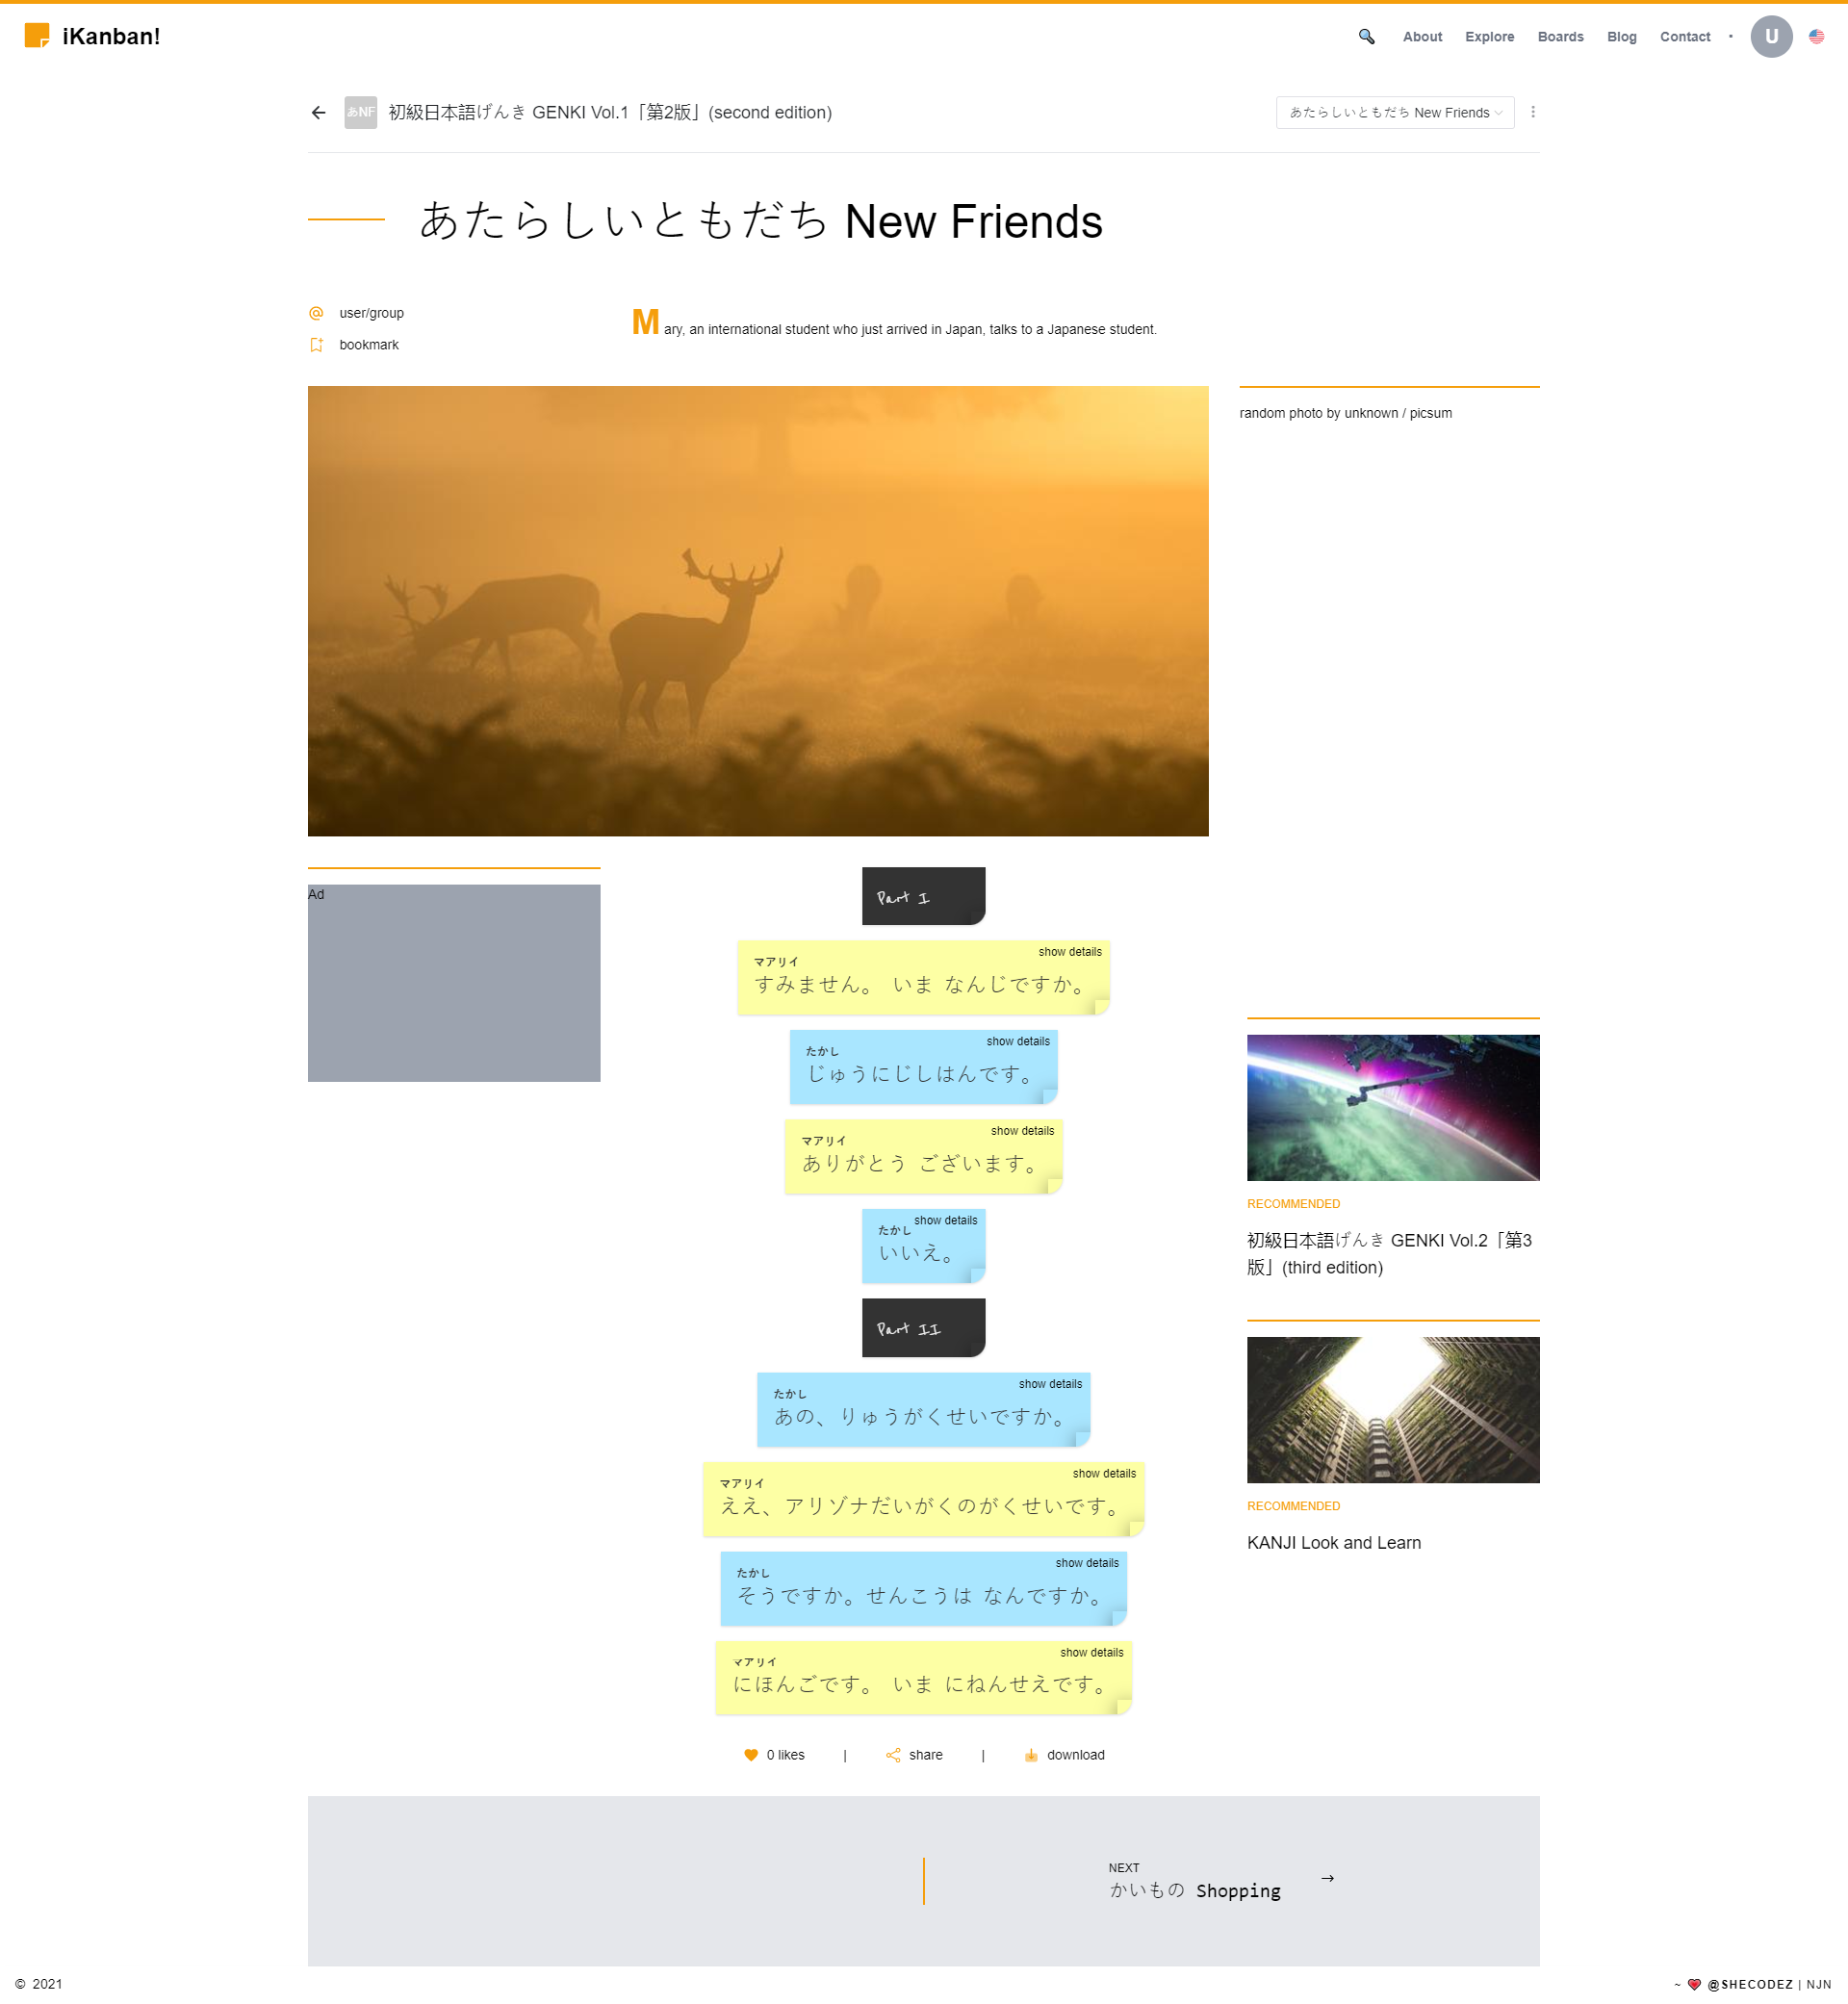 iKanban!
About Explore Boards Blog Contact • U
あNF 初級日本語げんき GENKI Vol.1「第2版」(second edition)
あたらしいともだち New Friends
あたらしいともだち New Friends
user/group
bookmark
Mary, an international student who just arrived in Japan, talks to a Japanese student.
random photo by unknown / picsum
Ad
Part I
show details
マアリイ
すみません。 いま なんじですか。
show details
たかし
じゅうにじしはんです。
show details
マアリイ
ありがとう ございます。
show details
たかし
いいえ。
Part II
show details
たかし
あの、りゅうがくせいですか。
show details
マアリイ
ええ、アリゾナだいがくのがくせいです。
show details
たかし
そうですか。せんこうは なんですか。
show details
マアリイ
にほんごです。 いま にねんせえです。
RECOMMENDED
初級日本語げんき GENKI Vol.2「第3
版」(third edition)
RECOMMENDED
KANJI Look and Learn
0 likes | share | download
NEXT
かいもの Shopping →
© 2021
~ ❤ @SHECODEZ | NJN